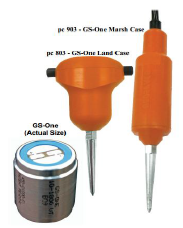 pc 903 - GS-One Marsh Case
pc 803 - GS-One Land Case
GS-One
(Actual Size)